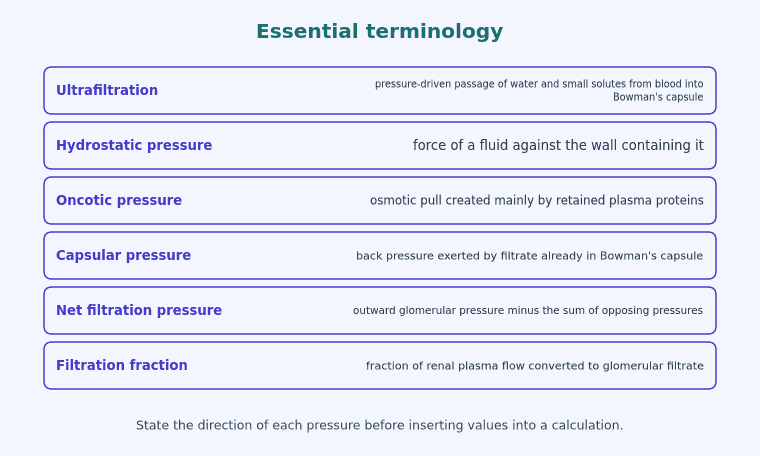 Essential terminology
Ultrafiltration
pressure-driven passage of water and small solutes from blood into
Bowman's capsule
Hydrostatic pressure
force of a fluid against the wall containing it
Oncotic pressure
osmotic pull created mainly by retained plasma proteins
Capsular pressure
back pressure exerted by filtrate already in Bowman's capsule
Net filtration pressure
outward glomerular pressure minus the sum of opposing pressures
Filtration fraction
fraction of renal plasma flow converted to glomerular filtrate
State the direction of each pressure before inserting values into a calculation.